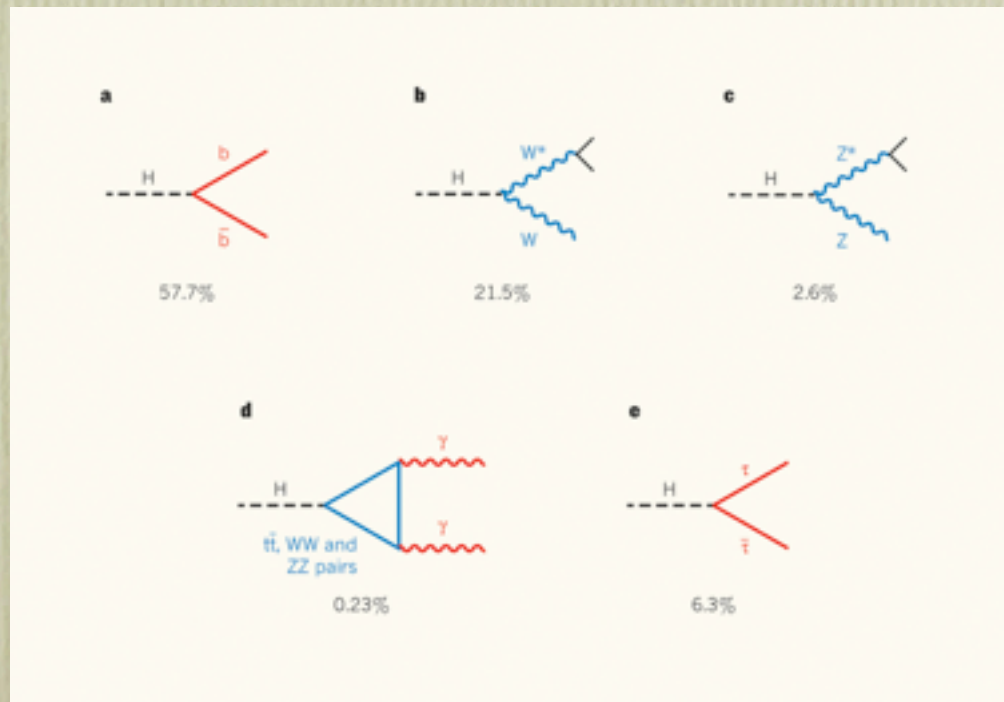 a
b
c
H
b
b̄
H
W*
W
H
Z*
Z
57.7%
21.5%
2.6%
d
e
H
γ
γ
tt̄, WW and
ZZ pairs
H
τ
τ̄
0.23%
6.3%